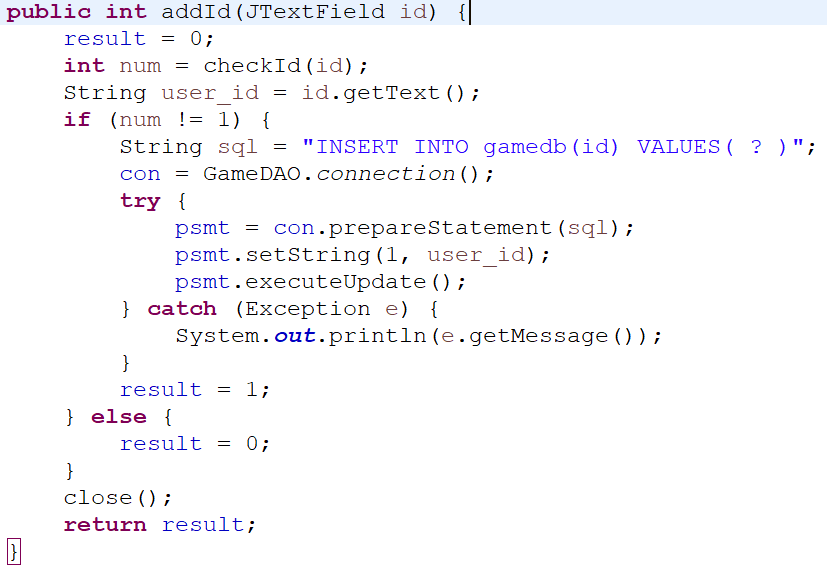 public int addId(JTextField id) {
    result = 0;
    int num = checkId(id);
    String user_id = id.getText();
    if (num != 1) {
        String sql = "INSERT INTO gamedb(id) VALUES( ? )";
        con = GameDAO.connection();
        try {
            psmt = con.prepareStatement(sql);
            psmt.setString(1, user_id);
            psmt.executeUpdate();
        } catch (Exception e) {
            System.out.println(e.getMessage());
        }
        result = 1;
    } else {
        result = 0;
    }
    close();
    return result;
}